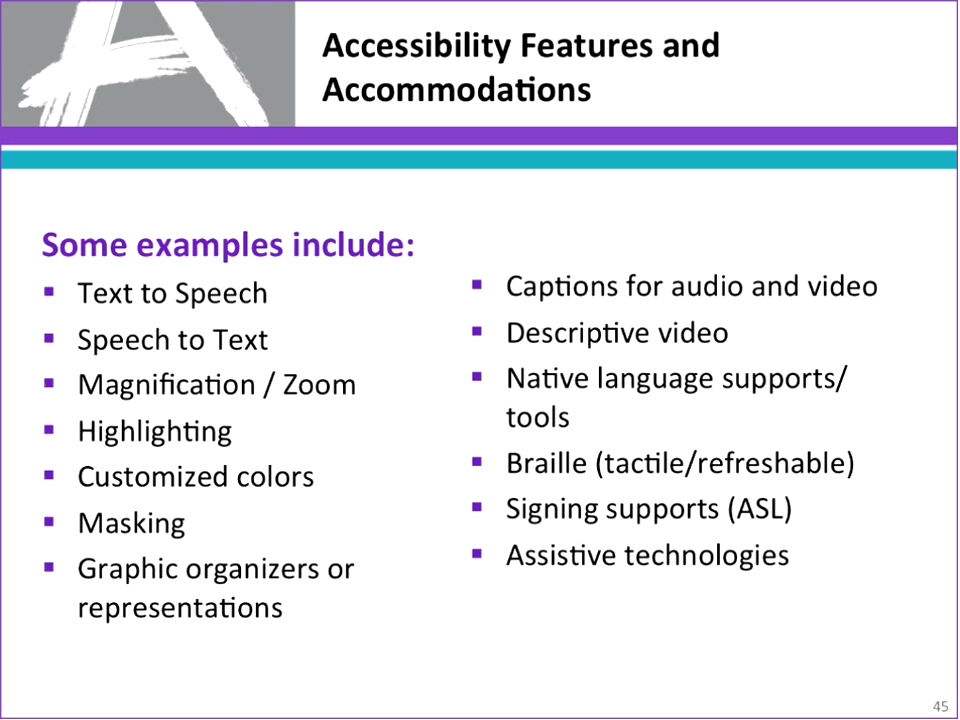 Accessibility Features and
Accommodations
Some examples include:
▪ Text to Speech
▪ Speech to Text
▪ Magnification / Zoom
▪ Highlighting
▪ Customized colors
▪ Masking
▪ Graphic organizers or
representations
▪ Captions for audio and video
▪ Descriptive video
▪ Native language supports/
tools
▪ Braille (tactile/refreshable)
▪ Signing supports (ASL)
▪ Assistive technologies
45